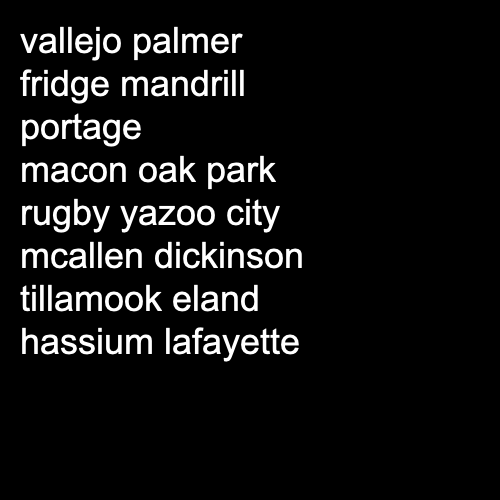 vallejo palmer
fridge mandrill
portage
macon oak park
rugby yazoo city
mcallen dickinson
tillamook eland
hassium lafayette